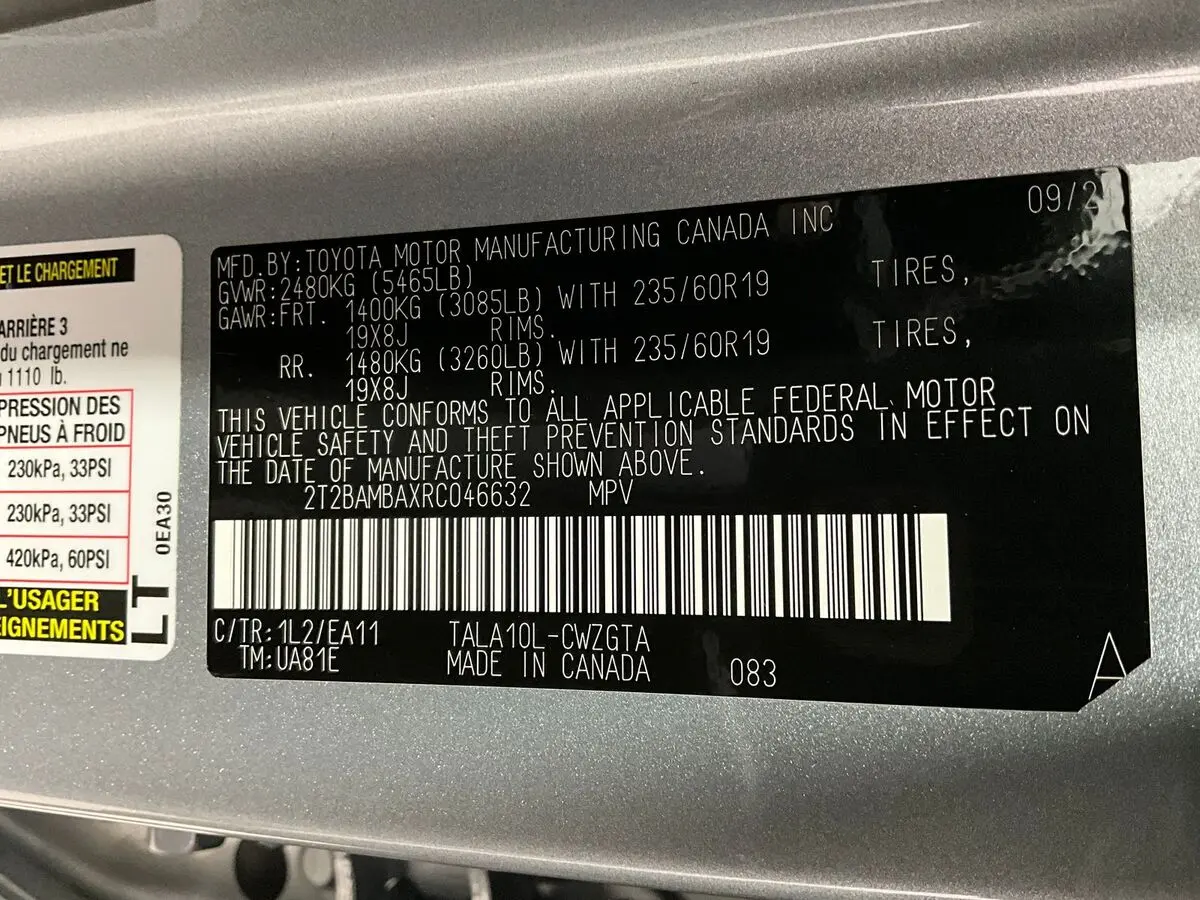 ET LE CHARGEMENT
ARRIÈRE 3
du chargement ne
1110 lb.
PRESSION DES
PNEUS À FROID
230kPa, 33PSI
230kPa, 33PSI
420kPa, 60PSI
L'USAGER
EIGNEMENTS
LT
0EA30
09/2
MFD.BY:TOYOTA MOTOR MANUFACTURING CANADA INC
GVWR:2480KG (5465LB)
GAWR:FRT. 1400KG (3085LB) WITH 235/60R19 TIRES,
19X8J RIMS.
RR. 1480KG (3260LB) WITH 235/60R19 TIRES,
19X8J RIMS.
THIS VEHICLE CONFORMS TO ALL APPLICABLE FEDERAL MOTOR
VEHICLE SAFETY AND THEFT PREVENTION STANDARDS IN EFFECT ON
THE DATE OF MANUFACTURE SHOWN ABOVE.
2T2BAMBAXRC046632 MPV
C/TR:1L2/EA11 TALA10L-CWZGTA
TM:UA81E MADE IN CANADA 083
A